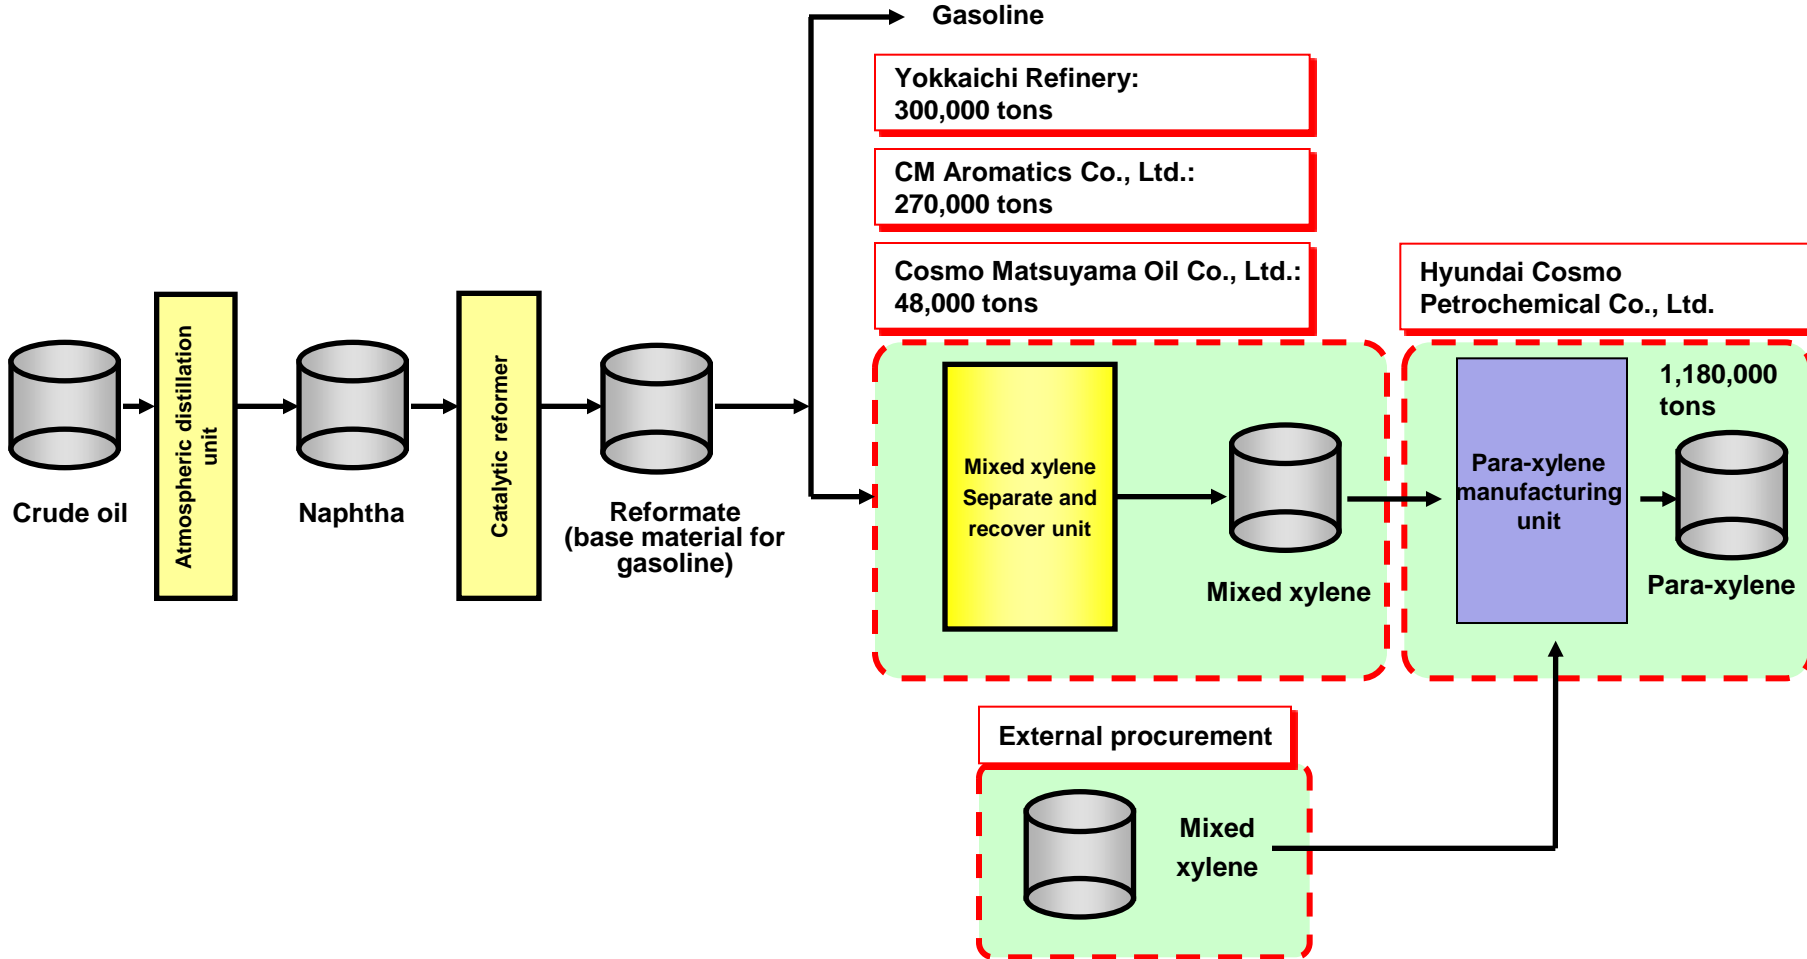 Gasoline
Yokkaichi Refinery:
300,000 tons
CM Aromatics Co., Ltd.:
270,000 tons
Cosmo Matsuyama Oil Co., Ltd.:
48,000 tons
Hyundai Cosmo
Petrochemical Co., Ltd.
Crude oil
Atmospheric distillation
unit
Naphtha
Catalytic reformer
Reformate
(base material for
gasoline)
Mixed xylene
Separate and
recover unit
Mixed xylene
Para-xylene
manufacturing
unit
1,180,000
tons
Para-xylene
External procurement
Mixed
xylene